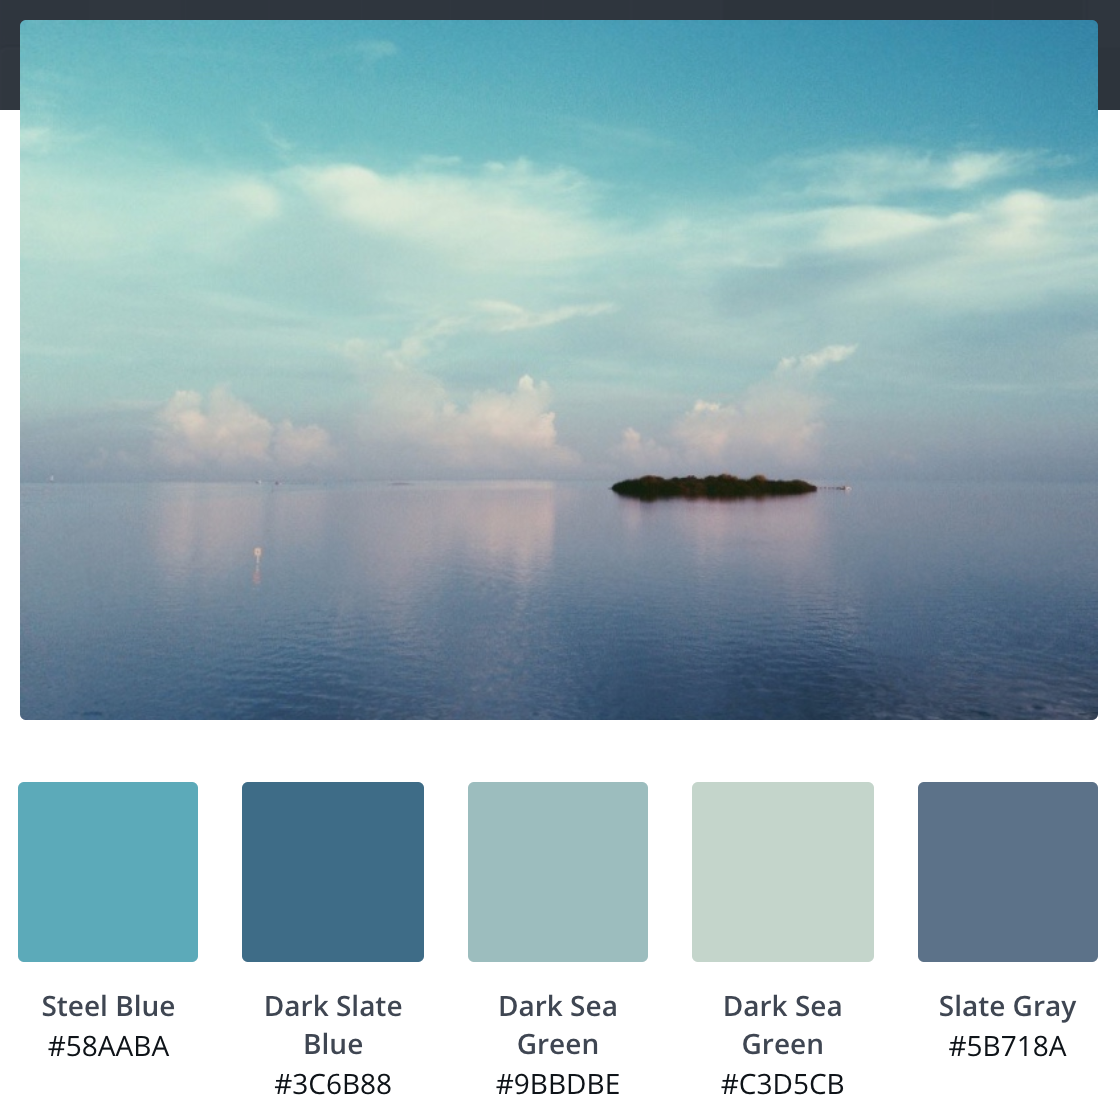 Steel Blue
#58AABA
Dark Slate
Blue
#3C6B88
Dark Sea
Green
#9BBDBE
Dark Sea
Green
#C3D5CB
Slate Gray
#5B718A